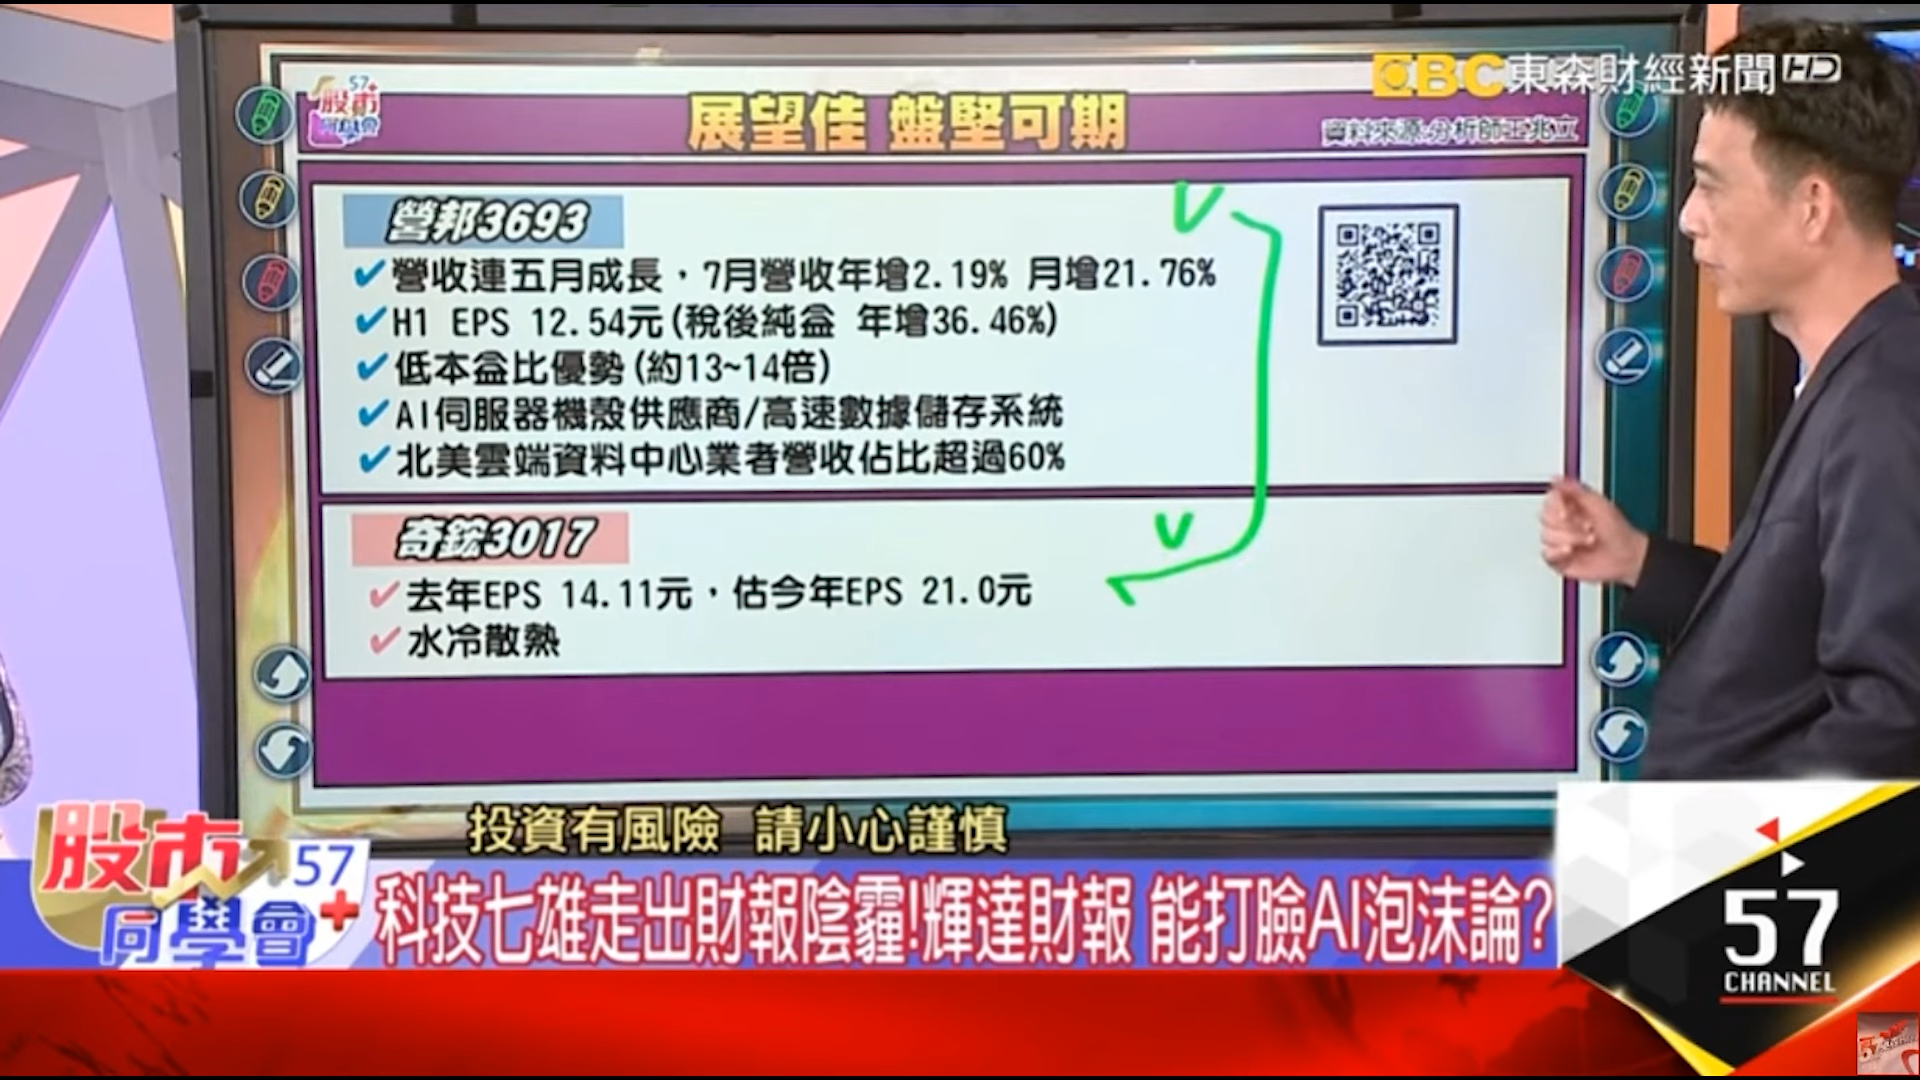 EBC東森財經新聞HD
57+
股市
同學會
展望佳 盤堅可期
資料來源:分析師王兆立
營邦3693
✔營收連五月成長，7月營收年增2.19% 月增21.76%
✔H1 EPS 12.54元(稅後純益 年增36.46%)
✔低本益比優勢(約13~14倍)
✔AI伺服器機殼供應商/高速數據儲存系統
✔北美雲端資料中心業者營收佔比超過60%
奇鋐3017
✔去年EPS 14.11元，估今年EPS 21.0元
✔水冷散熱
投資有風險 請小心謹慎
股市57+
同學會
科技七雄走出財報陰霾!輝達財報 能打臉AI泡沫論?
57
CHANNEL